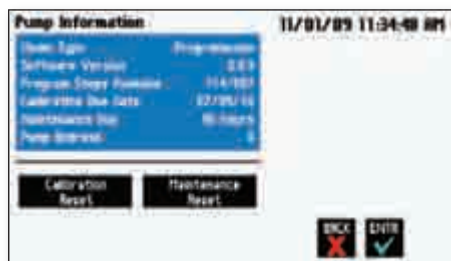 Pump Information
11/01/09 11:34:48 AM
Pump Type Programmable
Software Version
Program Steps Remain
Calibration Due Date
Maintenance Due hours
Pump Address
Calibration Reset
Maintenance Reset
BACK
ENTR